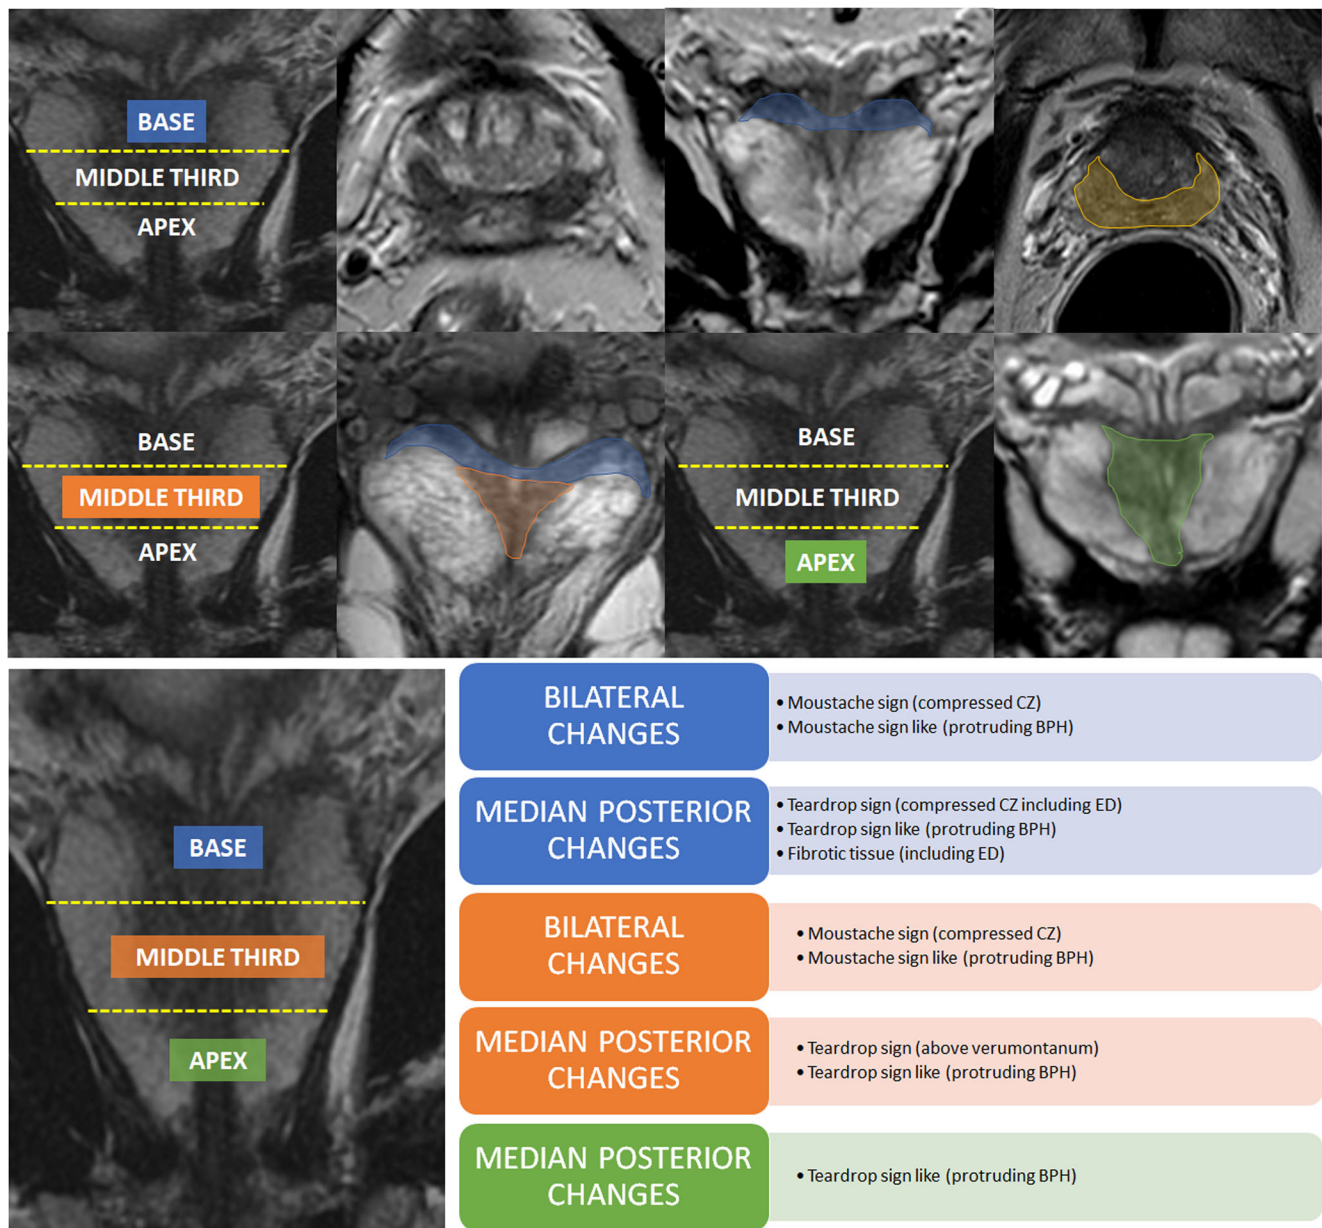 BASE
MIDDLE THIRD
APEX
BASE
MIDDLE THIRD
APEX
BASE
MIDDLE THIRD
APEX
BASE
MIDDLE THIRD
APEX
BILATERAL
CHANGES
• Moustache sign (compressed CZ)
• Moustache sign like (protruding BPH)
MEDIAN POSTERIOR
CHANGES
• Teardrop sign (compressed CZ including ED)
• Teardrop sign like (protruding BPH)
• Fibrotic tissue (including ED)
BILATERAL
CHANGES
• Moustache sign (compressed CZ)
• Moustache sign like (protruding BPH)
MEDIAN POSTERIOR
CHANGES
• Teardrop sign (above verumontanum)
• Teardrop sign like (protruding BPH)
MEDIAN POSTERIOR
CHANGES
• Teardrop sign like (protruding BPH)